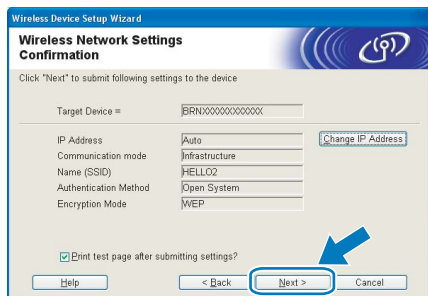 Wireless Device Setup Wizard
Wireless Network Settings
Confirmation
Click "Next" to submit following settings to the device
Target Device = BRNXXXXXXXXXXXX
IP Address Auto Change IP Address
Communication mode Infrastructure
Name (SSID) HELLO2
Authentication Method Open System
Encryption Mode WEP
Print test page after submitting settings?
Help < Back Next > Cancel